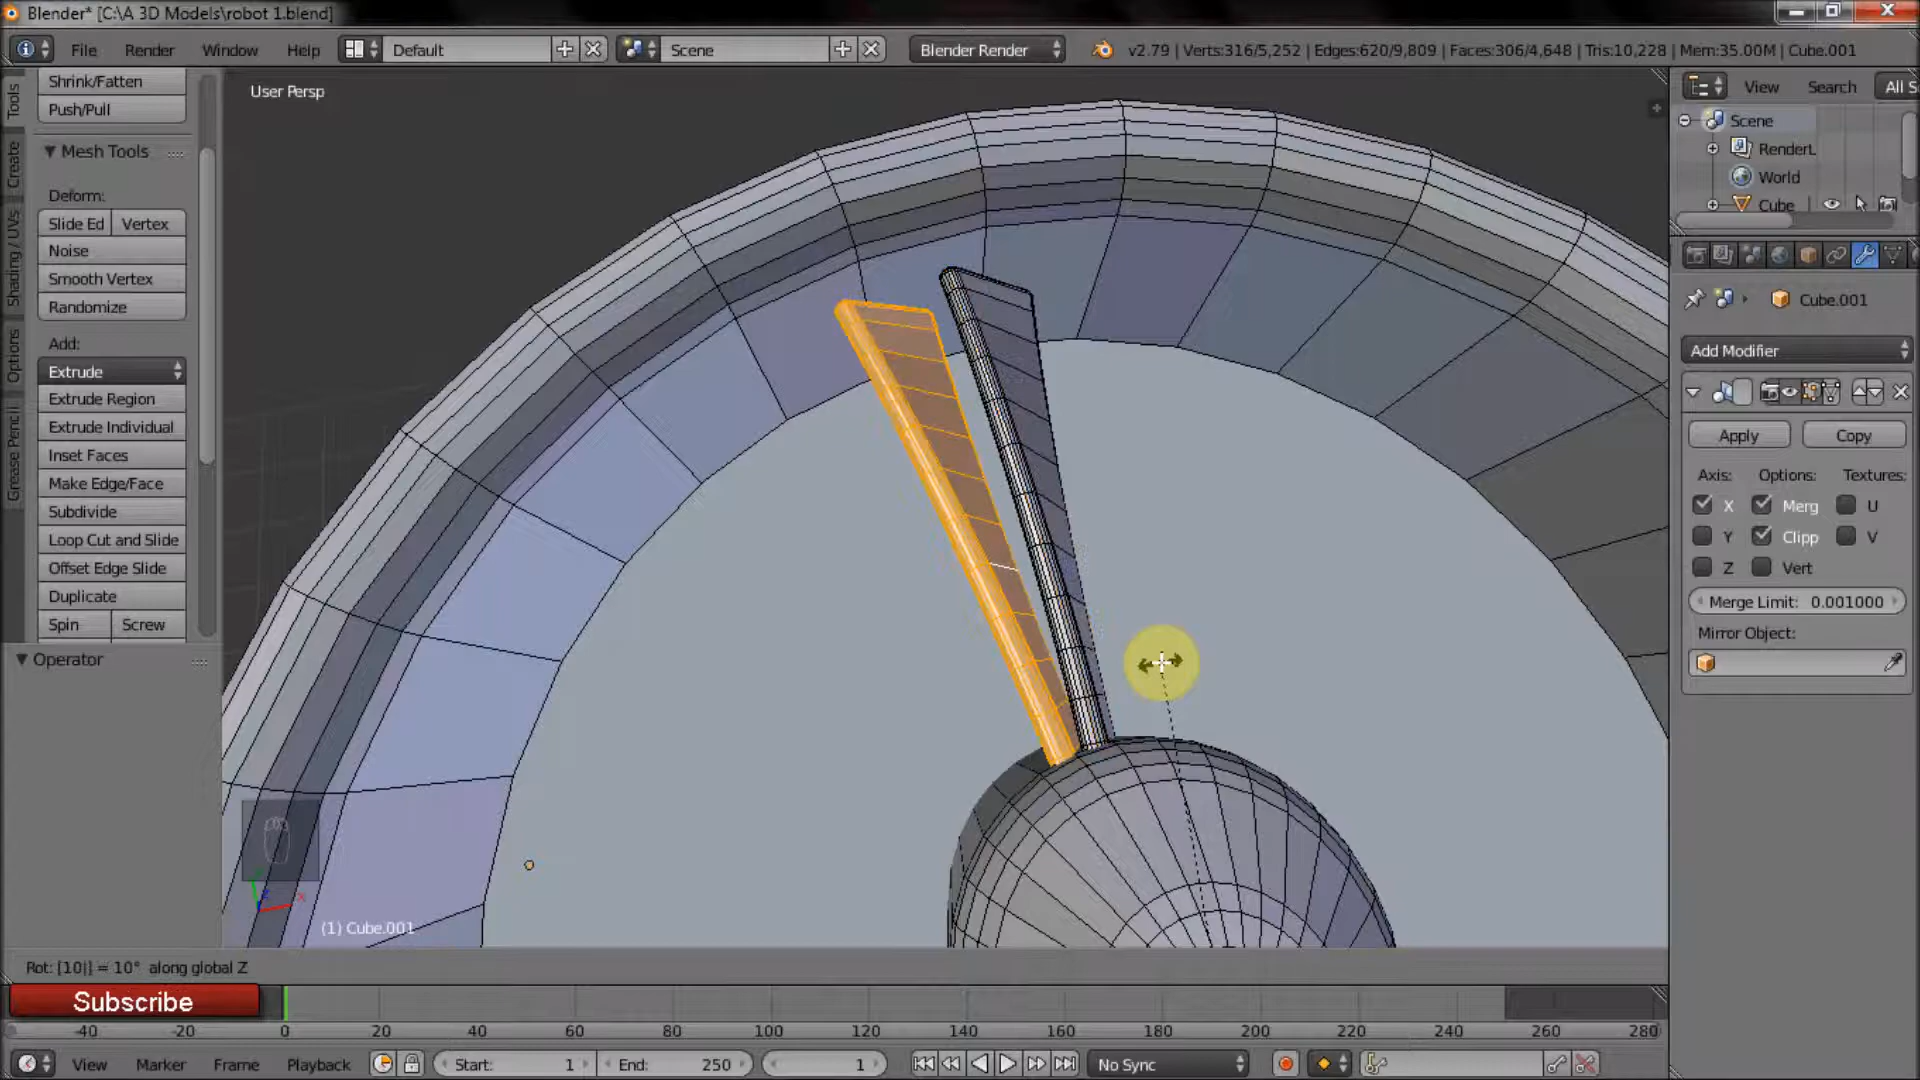 Blender* [C:\A 3D Models\robot 1.blend]
File Render Window Help Default Scene Blender Render v2.79 | Verts:316/5,252 | Edges:620/9,809 | Faces:306/4,648 | Tris:10,228 | Mem:35.00M | Cube.001
Shrink/Fatten
Push/Pull
Mesh Tools
Deform:
Slide Ed Vertex
Noise
Smooth Vertex
Randomize
Add:
Extrude
Extrude Region
Extrude Individual
Inset Faces
Make Edge/Face
Subdivide
Loop Cut and Slide
Offset Edge Slide
Duplicate
Spin Screw
Operator
Tools
Create
Shading / UVs
Options
Grease Pencil
User Persp
(1) Cube.001
View Search All S
Scene
RenderL
World
Cube
Cube.001
Add Modifier
Apply Copy
Axis: Options: Textures:
X Merg U
Y Clipp V
Z Vert
Merge Limit: 0.001000
Mirror Object:
Rot: [10|] = 10° along global Z
Subscribe
-40 -20 0 20 40 60 80 100 120 140 160 180 200 220 240 260 280
View Marker Frame Playback Start: 1 End: 250 1 No Sync